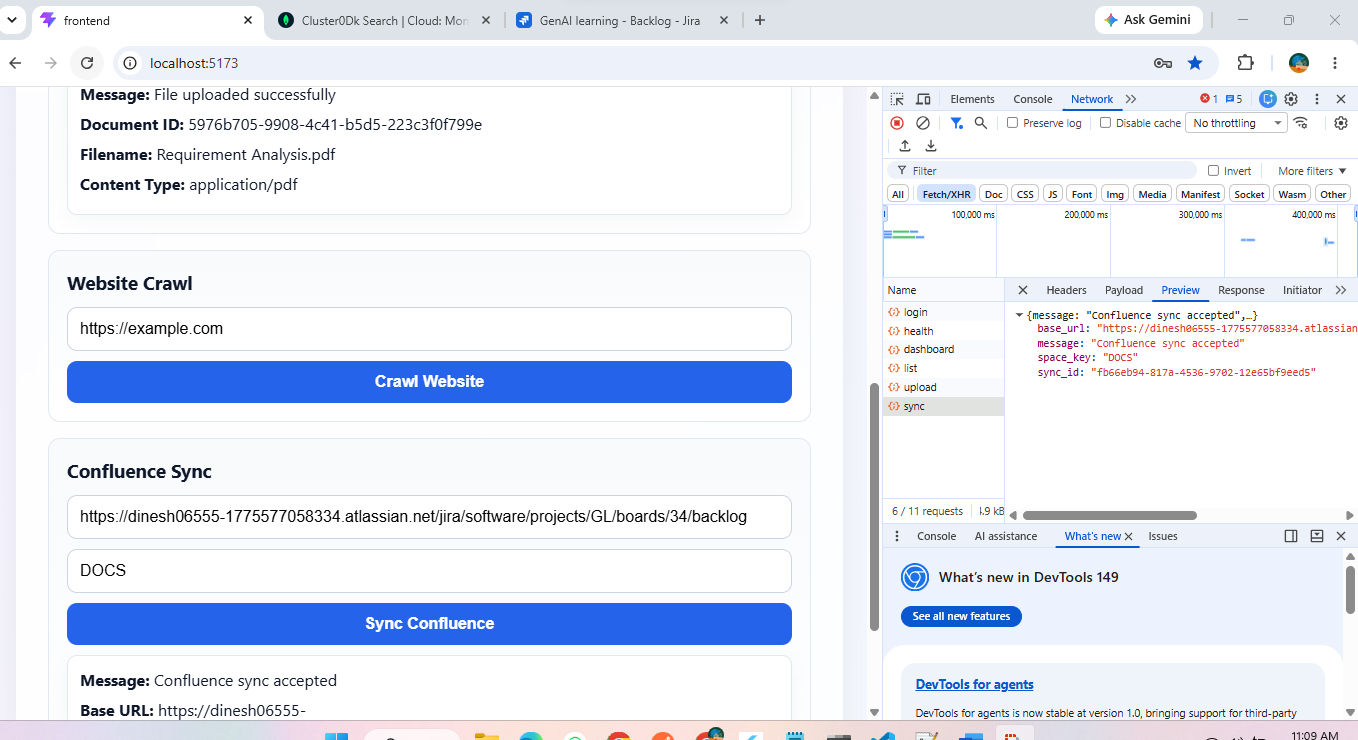 frontend
Cluster0Dk Search | Cloud: Mon
GenAI learning - Backlog - Jira
Ask Gemini
localhost:5173
Message: File uploaded successfully
Document ID: 5976b705-9908-4c41-b5d5-223c3f0f799e
Filename: Requirement Analysis.pdf
Content Type: application/pdf
Website Crawl
https://example.com
Crawl Website
Confluence Sync
https://dinesh06555-1775577058334.atlassian.net/jira/software/projects/GL/boards/34/backlog
DOCS
Sync Confluence
Message: Confluence sync accepted
Base URL: https://dinesh06555-
Elements Console Network 1 5
Preserve log Disable cache No throttling
Filter Invert More filters
All Fetch/XHR Doc CSS JS Font Img Media Manifest Socket Wasm Other
100,000 ms 200,000 ms 300,000 ms 400,000 ms
Name
login
health
dashboard
list
upload
sync
6 / 11 requests
Headers Payload Preview Response Initiator
{message: "Confluence sync accepted",…}
base_url: "https://dinesh06555-1775577058334.atlassian
message: "Confluence sync accepted"
space_key: "DOCS"
sync_id: "fb66eb94-817a-4536-9702-12e65bf9eed5"
Console AI assistance What's new Issues
What's new in DevTools 149
See all new features
DevTools for agents
DevTools for agents is now stable at version 1.0, bringing support for third-party
11:09 AM